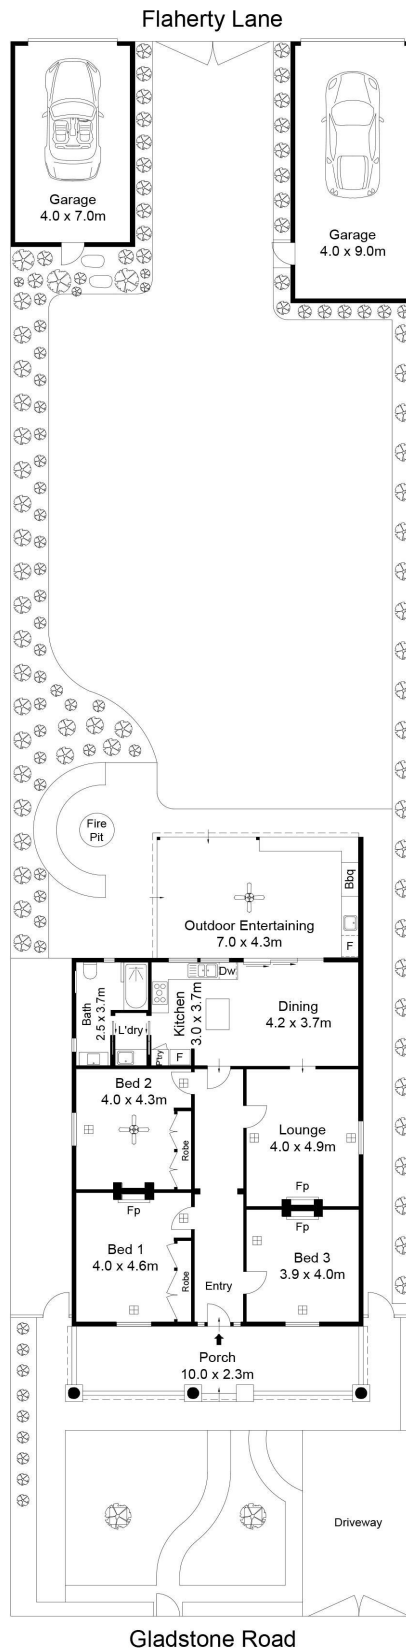 Flaherty Lane
Garage
4.0 x 7.0m
Garage
4.0 x 9.0m
Fire
Pit
Bbq
Outdoor Entertaining
7.0 x 4.3m
F
Dw
Bath
2.5 x 3.7m
L'dry
Kitchen
3.0 x 3.7m
P'try
F
Dining
4.2 x 3.7m
Bed 2
4.0 x 4.3m
Robe
Lounge
4.0 x 4.9m
Fp
Fp
Fp
Bed 1
4.0 x 4.6m
Robe
Bed 3
3.9 x 4.0m
Entry
Porch
10.0 x 2.3m
Driveway
Gladstone Road